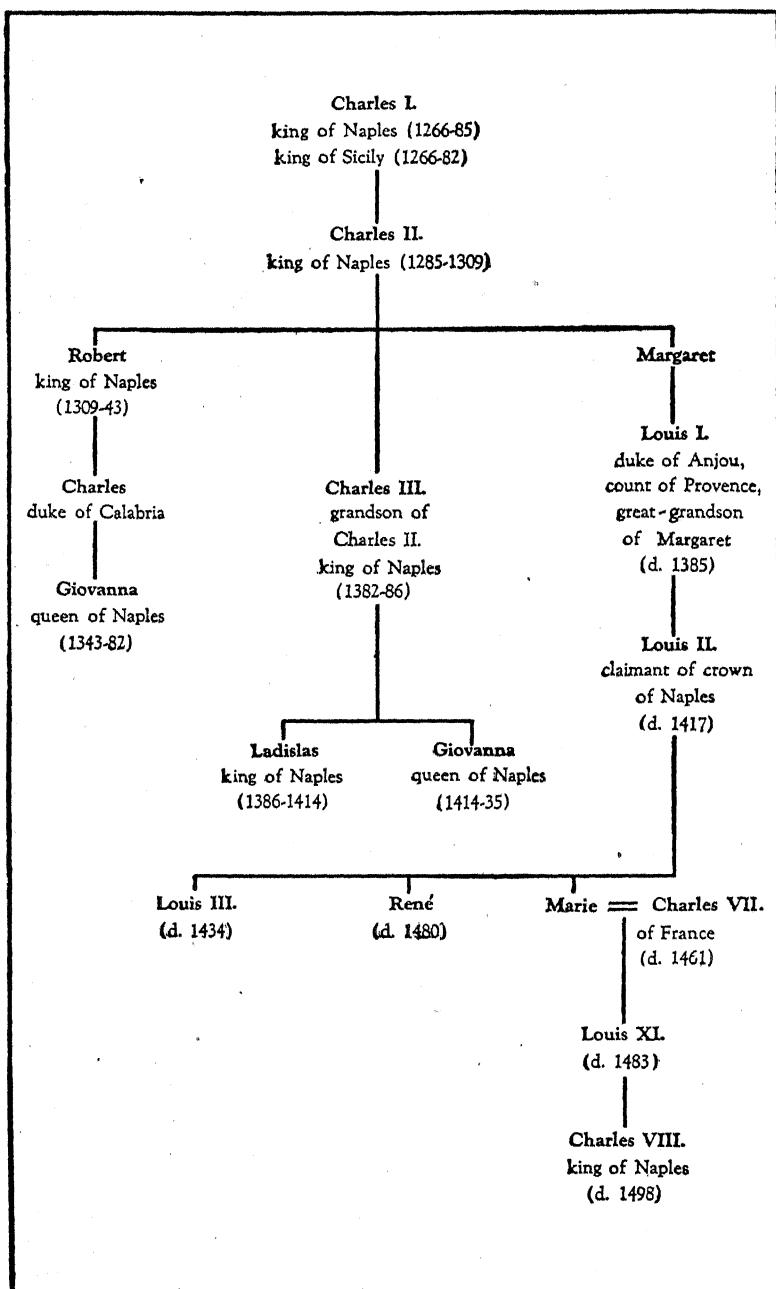 Charles I.
king of Naples (1266-85)
king of Sicily (1266-82)
Charles II.
king of Naples (1285-1309)
Robert
king of Naples
(1309-43)
Margaret
Charles
duke of Calabria
Charles III.
grandson of
Charles II.
king of Naples
(1382-86)
Louis I.
duke of Anjou,
count of Provence,
great-grandson
of Margaret
(d. 1385)
Giovanna
queen of Naples
(1343-82)
Louis II.
claimant of crown
of Naples
(d. 1417)
Ladislas
king of Naples
(1386-1414)
Giovanna
queen of Naples
(1414-35)
Louis III.
(d. 1434)
René
(d. 1480)
Marie = Charles VII.
of France
(d. 1461)
Louis XI.
(d. 1483)
Charles VIII.
king of Naples
(d. 1498)